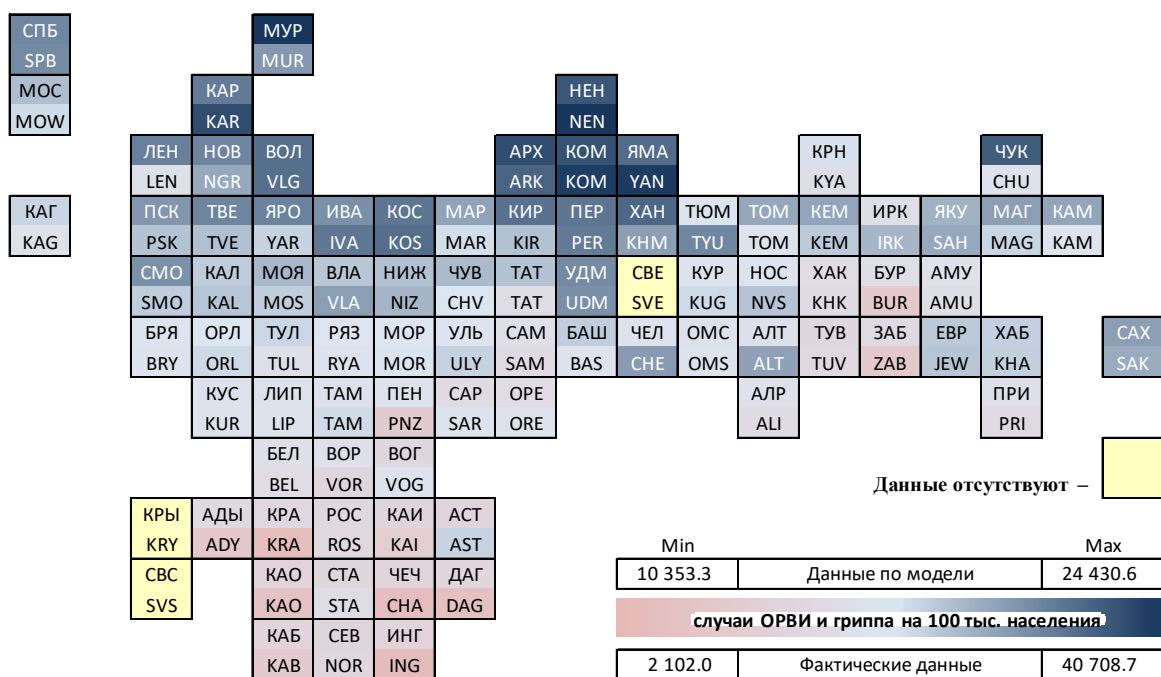 СПБ МУР
SPB MUR
МОС КАР НЕН
MOW KAR NEN
ЛЕН НОВ ВОЛ АРХ КОМ ЯМА КРН ЧУК
LEN NGR VLG ARK KOM YAN KYA CHU
КАГ ПСК ТВЕ ЯРО ИВА КОС МАР КИР ПЕР ХАН ТЮМ ТОМ КЕМ ИРК ЯКУ МАГ КАМ
KAG PSK TVE YAR IVA KOS MAR KIR PER KHM TYU TOM KEM IRK SAH MAG KAM
СМО КАЛ МОЯ ВЛА НИЖ ЧУВ ТАТ УДМ СВЕ КУР НОС ХАК БУР АМУ
SMO KAL MOS VLA NIZ CHV TAT UDM SVE KUG NVS KHK BUR AMU
БРЯ ОРЛ ТУЛ РЯЗ МОР УЛЬ САМ БАШ ЧЕЛ ОМС АЛТ ТУВ ЗАБ ЕВР ХАБ САХ
BRY ORL TUL RYA MOR ULY SAM BAS CHE OMS ALT TUV ZAB JEW KHA SAK
КУС ЛИП ТАМ ПЕН САР ОРЕ АЛР ПРИ
KUR LIP TAM PNZ SAR ORE ALI PRI
БЕЛ ВОР ВОГ
BEL VOR VOG
Данные отсутствуют –
КРЫ АДЫ КРА РОС КАИ АСТ
KRY ADY KRA ROS KAI AST
СВС КАО СТА ЧЕЧ ДАГ
SVS KAO STA CHA DAG
КАБ СЕВ ИНГ
KAB NOR ING
Min Max
10 353.3 Данные по модели 24 430.6
случаи ОРВИ и гриппа на 100 тыс. населения
2 102.0 Фактические данные 40 708.7